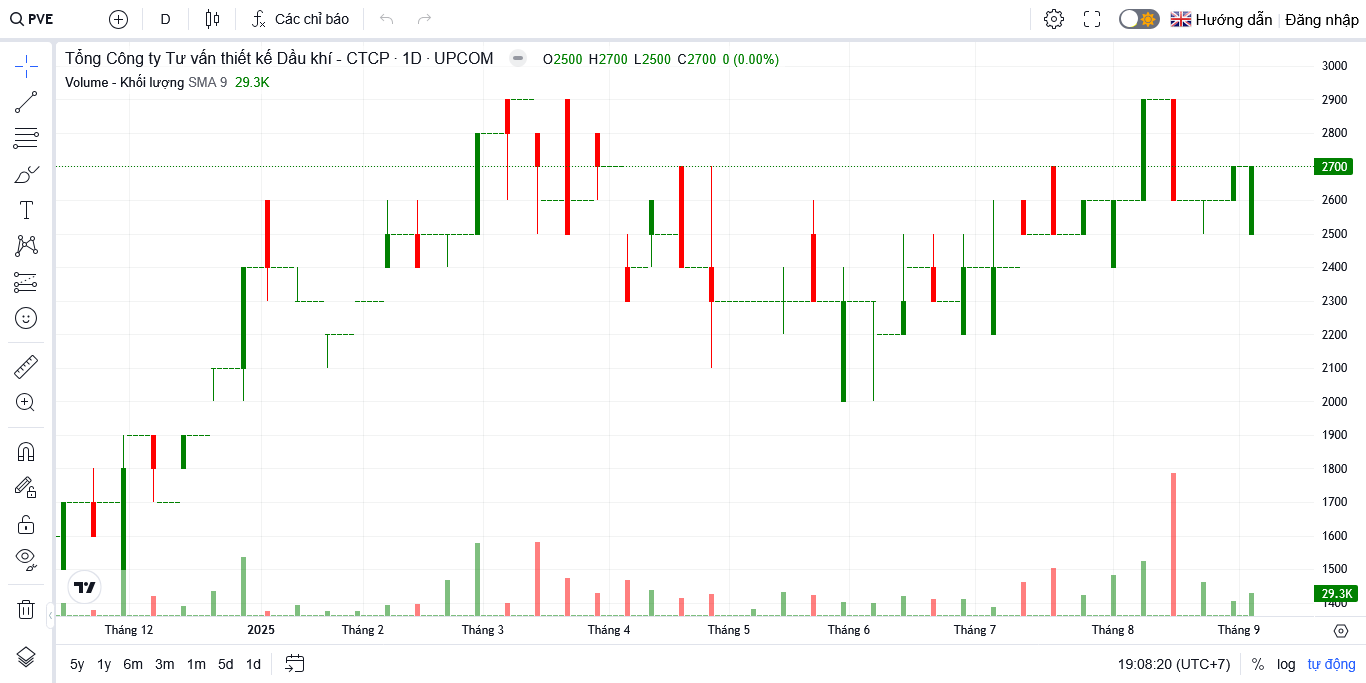 PVE D Các chỉ báo Hướng dẫn Đăng nhập
Tổng Công ty Tư vấn thiết kế Dầu khí - CTCP · 1D · UPCOM O2500 H2700 L2500 C2700 0 (0.00%)
Volume - Khối lượng SMA 9 29.3K
3000
2900
2800
2700
2600
2500
2400
2300
2200
2100
2000
1900
1800
1700
1600
1500
29.3K
1400
Tháng 12 2025 Tháng 2 Tháng 3 Tháng 4 Tháng 5 Tháng 6 Tháng 7 Tháng 8 Tháng 9
5y 1y 6m 3m 1m 5d 1d 19:08:20 (UTC+7) % log tự động